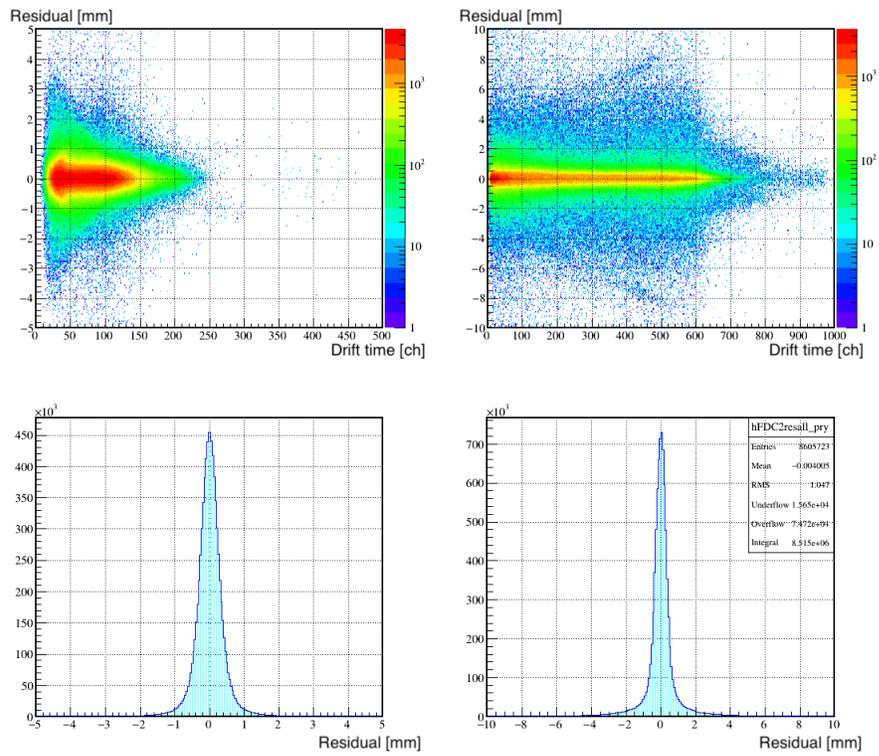 Residual [mm]
5
4
3
2
1
0
−1
−2
−3
−4
−5
0 50 100 150 200 250 300 350 400 450 500
Drift time [ch]
10³
10²
10
1
Residual [mm]
10
8
6
4
2
0
−2
−4
−6
−8
−10
0 100 200 300 400 500 600 700 800 900 1000
Drift time [ch]
10³
10²
10
1
×10³
450
400
350
300
250
200
150
100
50
0
−5 −4 −3 −2 −1 0 1 2 3 4 5
Residual [mm]
×10³
700
600
500
400
300
200
100
0
−10 −8 −6 −4 −2 0 2 4 6 8 10
Residual [mm]
hFDC2resall_pry
Entries 8605723
Mean −0.004005
RMS 1.047
Underflow 1.565e+04
Overflow 7.472e+04
Integral 8.515e+06